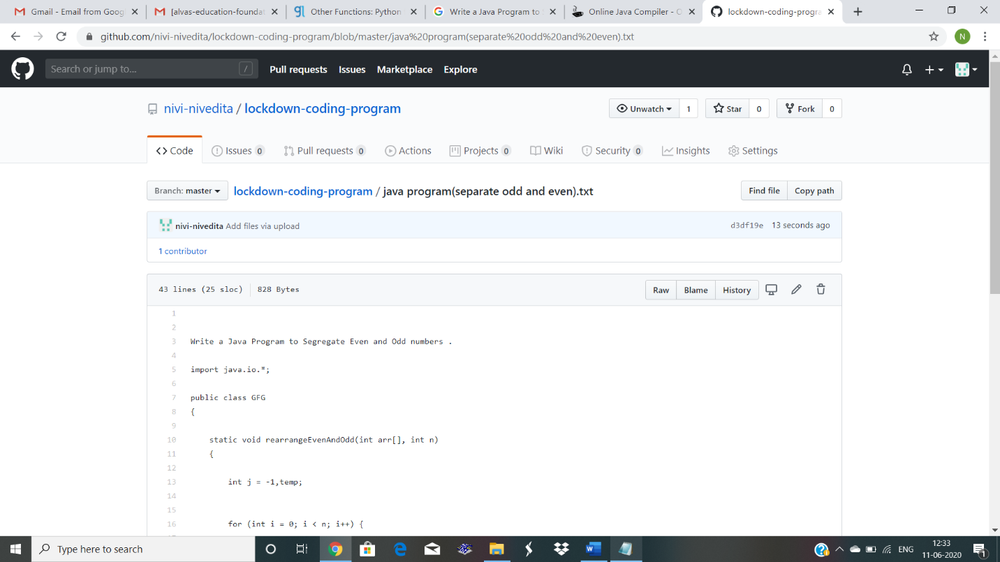 Gmail - Email from Goog
[alvas-education-foundat
Other Functions: Python
Write a Java Program to S
Online Java Compiler - O
lockdown-coding-progra
github.com/nivi-nivedita/lockdown-coding-program/blob/master/java%20program(separate%20odd%20and%20even).txt
N
Search or jump to...
/
Pull requests Issues Marketplace Explore
nivi-nivedita / lockdown-coding-program
Unwatch 1 Star 0 Fork 0
<> Code Issues 0 Pull requests 0 Actions Projects 0 Wiki Security 0 Insights Settings
Branch: master lockdown-coding-program / java program(separate odd and even).txt Find file Copy path
nivi-nivedita Add files via upload d3df19e 13 seconds ago
1 contributor
43 lines (25 sloc) 828 Bytes Raw Blame History
1
2
3 Write a Java Program to Segregate Even and Odd numbers .
4
5 import java.io.*;
6
7 public class GFG
8 {
9
10 static void rearrangeEvenAndOdd(int arr[], int n)
11 {
12
13 int j = -1,temp;
14
15
16 for (int i = 0; i < n; i++) {
Type here to search
ENG
12:33
11-06-2020
1